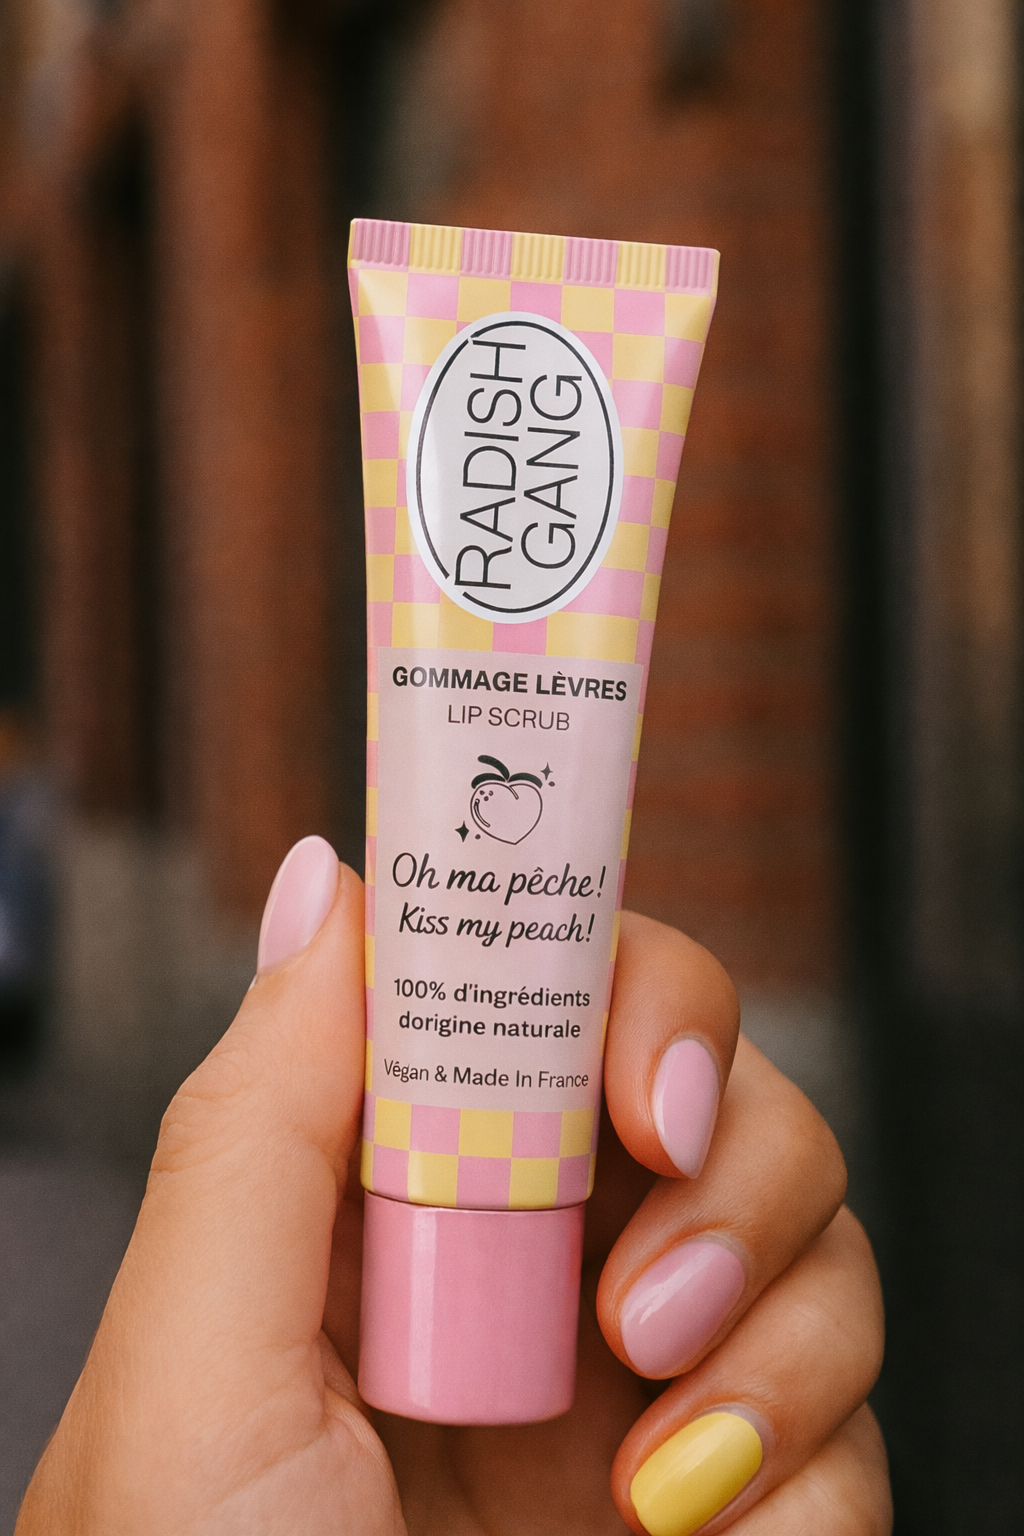 RADISH
GANG
GOMMAGE LÈVRES
LIP SCRUB
Oh ma pêche!
Kiss my peach!
100% d'ingrédients
dorigine naturale
Vêgan & Made In France